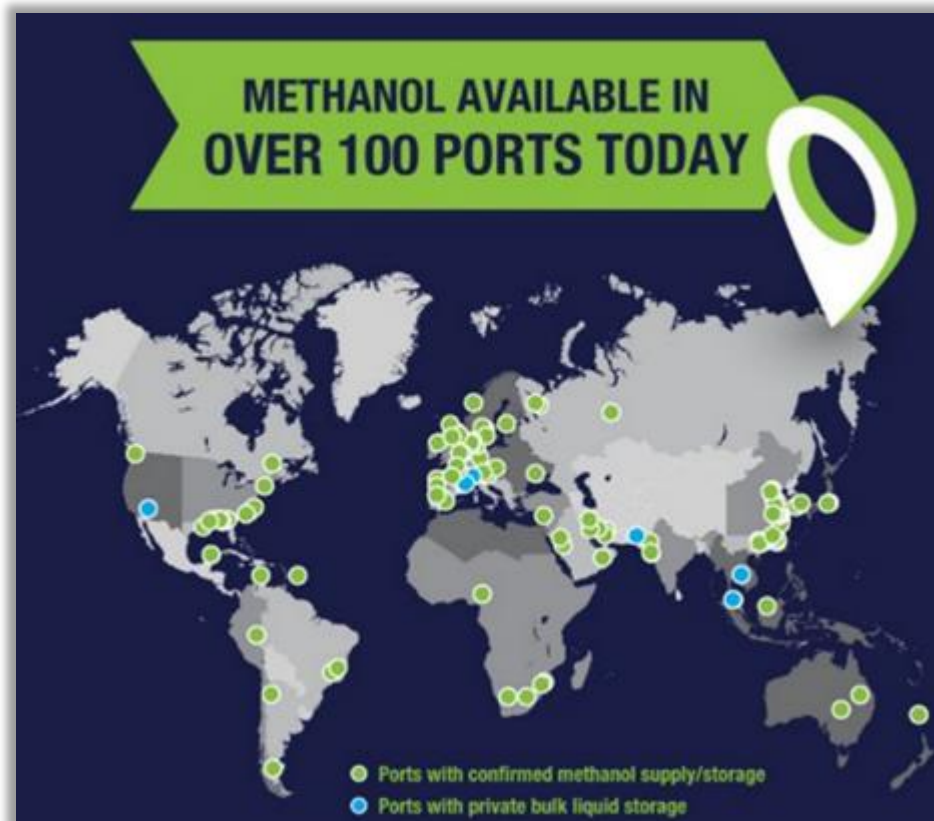 METHANOL AVAILABLE IN
OVER 100 PORTS TODAY
Ports with confirmed methanol supply/storage
Ports with private bulk liquid storage